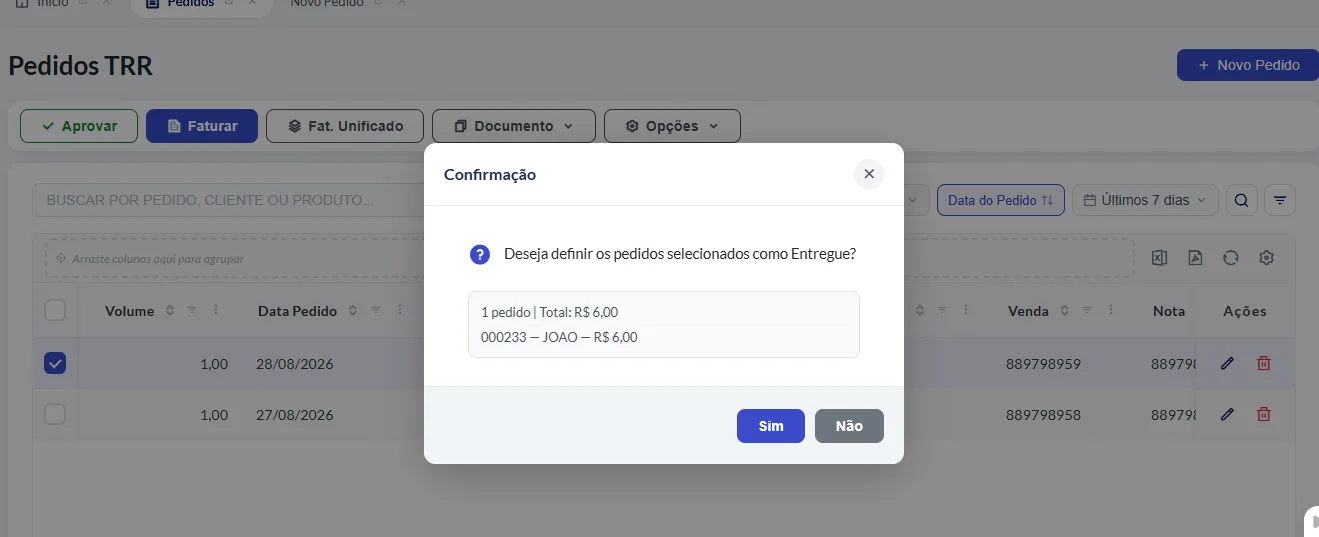 Início
Pedidos
Novo Pedido
Pedidos TRR
+ Novo Pedido
Aprovar
Faturar
Fat. Unificado
Documento
Opções
Confirmação
BUSCAR POR PEDIDO, CLIENTE OU PRODUTO...
Data do Pedido
Últimos 7 dias
Deseja definir os pedidos selecionados como Entregue?
Arraste colunas aqui para agrupar
1 pedido | Total: R$ 6,00
000233 — JOAO — R$ 6,00
Volume
Data Pedido
Venda
Nota
Ações
1,00 28/08/2026 889798959 88979
1,00 27/08/2026 889798958 88979
Sim
Não